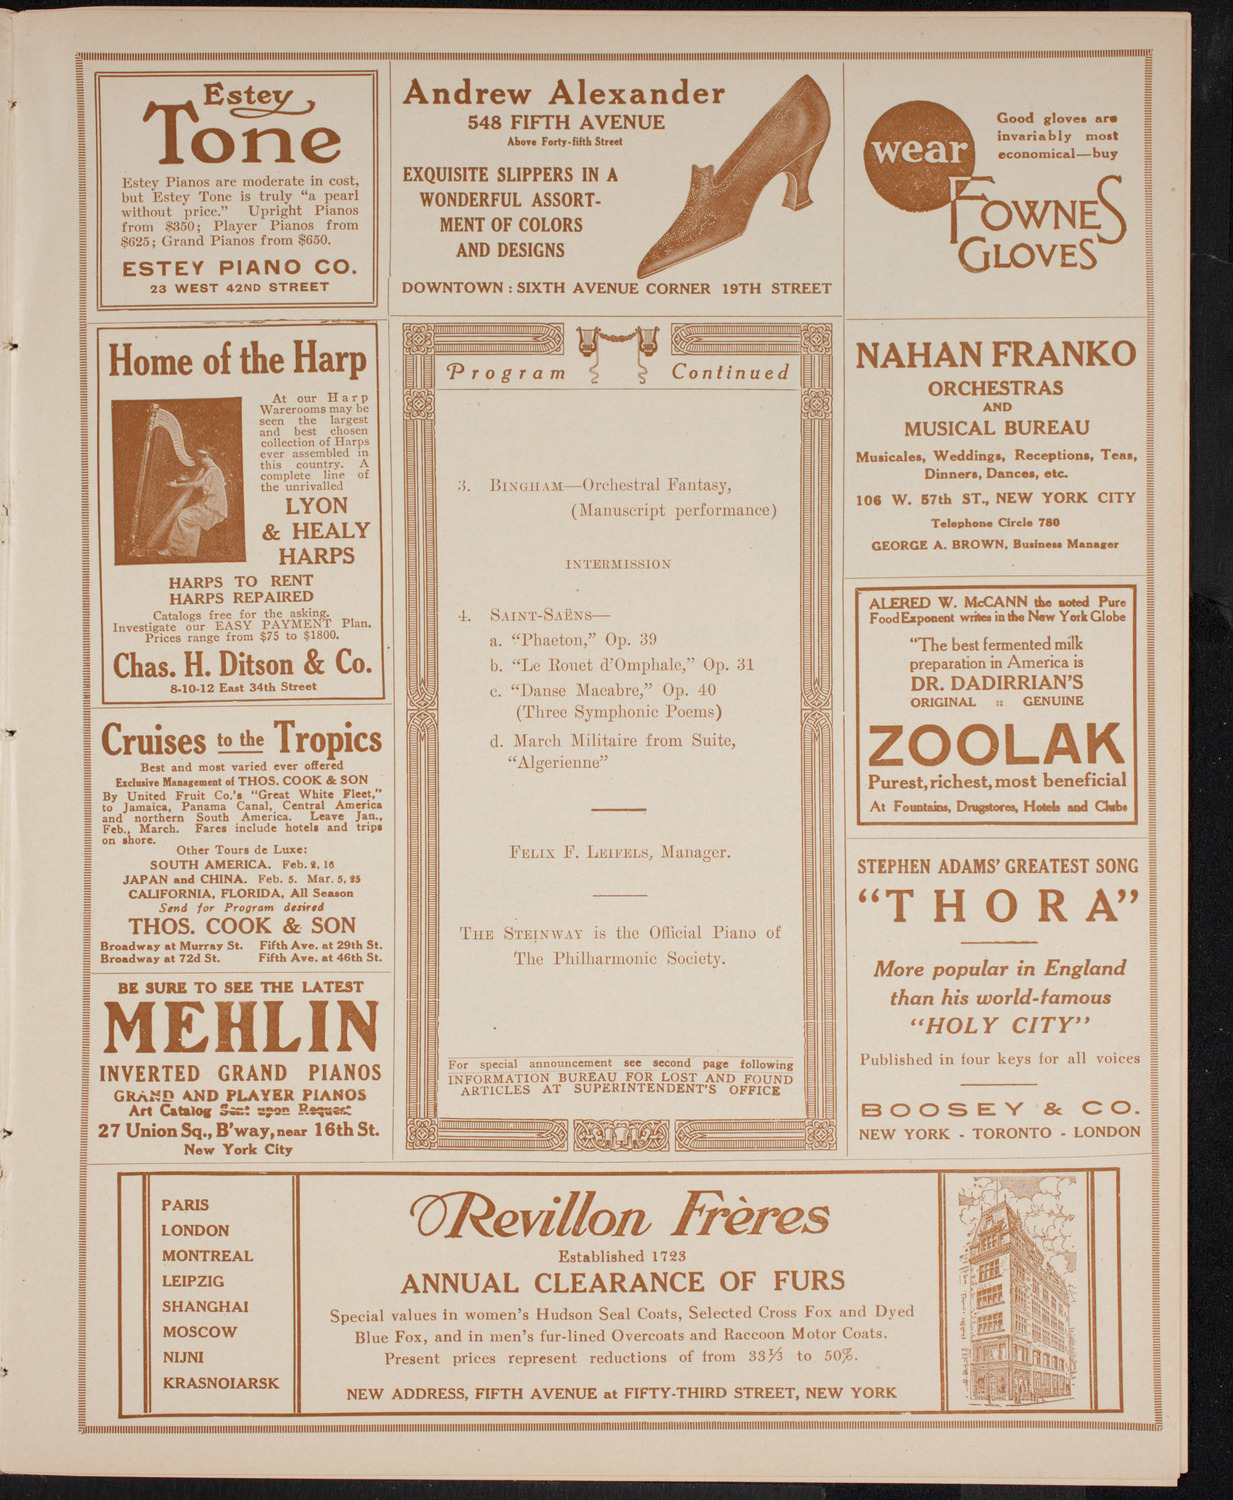 Estey
Tone
Estey Pianos are moderate in cost,
but Estey Tone is truly "a pearl
without price." Upright Pianos
from $350; Player Pianos from
$625; Grand Pianos from $650.
ESTEY PIANO CO.
23 WEST 42ND STREET
Andrew Alexander
548 FIFTH AVENUE
Above Forty-fifth Street
EXQUISITE SLIPPERS IN A
WONDERFUL ASSORT-
MENT OF COLORS
AND DESIGNS
DOWNTOWN : SIXTH AVENUE CORNER 19TH STREET
wear
Good gloves are
invariably most
economical—buy
FOWNES
GLOVES
Home of the Harp
At our Harp
Warerooms may be
seen the largest
and best chosen
collection of Harps
ever assembled in
this country. A
complete line of
the unrivalled
LYON
& HEALY
HARPS
HARPS TO RENT
HARPS REPAIRED
Catalogs free for the asking.
Investigate our EASY PAYMENT Plan.
Prices range from $75 to $1800.
Chas. H. Ditson & Co.
8-10-12 East 34th Street
Cruises to the Tropics
Best and most varied ever offered
Exclusive Management of THOS. COOK & SON
By United Fruit Co.'s "Great White Fleet,"
to Jamaica, Panama Canal, Central America
and northern South America. Leave Jan.,
Feb., March. Fares include hotels and trips
on shore.
Other Tours de Luxe:
SOUTH AMERICA. Feb. 2, 16
JAPAN and CHINA. Feb. 5. Mar. 5, 25
CALIFORNIA, FLORIDA, All Season
Send for Program desired
THOS. COOK & SON
Broadway at Murray St. Fifth Ave. at 29th St.
Broadway at 72d St. Fifth Ave. at 46th St.
BE SURE TO SEE THE LATEST
MEHLIN
INVERTED GRAND PIANOS
GRAND AND PLAYER PIANOS
Art Catalog Sent upon Request
27 Union Sq., B'way, near 16th St.
New York City
Program Continued
3. BINGHAM—Orchestral Fantasy,
(Manuscript performance)
INTERMISSION
4. SAINT-SAËNS—
a. "Phaeton," Op. 39
b. "Le Rouet d'Omphale," Op. 31
c. "Danse Macabre," Op. 40
(Three Symphonic Poems)
d. March Militaire from Suite,
"Algerienne"
FELIX F. LEIFELS, Manager.
THE STEINWAY is the Official Piano of
The Philharmonic Society.
For special announcement see second page following
INFORMATION BUREAU FOR LOST AND FOUND
ARTICLES AT SUPERINTENDENT'S OFFICE
NAHAN FRANKO
ORCHESTRAS
AND
MUSICAL BUREAU
Musicales, Weddings, Receptions, Teas,
Dinners, Dances, etc.
106 W. 57th ST., NEW YORK CITY
Telephone Circle 780
GEORGE A. BROWN, Business Manager
ALFRED W. McCANN the noted Pure
Food Exponent writes in the New York Globe
"The best fermented milk
preparation in America is
DR. DADIRRIAN'S
ORIGINAL :: GENUINE
ZOOLAK
Purest, richest, most beneficial
At Fountains, Drugstores, Hotels and Clubs
STEPHEN ADAMS' GREATEST SONG
"THORA"
More popular in England
than his world-famous
"HOLY CITY"
Published in four keys for all voices
BOOSEY & CO.
NEW YORK - TORONTO - LONDON
PARIS
LONDON
MONTREAL
LEIPZIG
SHANGHAI
MOSCOW
NIJNI
KRASNOIARSK
Revillon Frères
Established 1723
ANNUAL CLEARANCE OF FURS
Special values in women's Hudson Seal Coats, Selected Cross Fox and Dyed
Blue Fox, and in men's fur-lined Overcoats and Raccoon Motor Coats.
Present prices represent reductions of from 33⅓ to 50%.
NEW ADDRESS, FIFTH AVENUE at FIFTY-THIRD STREET, NEW YORK